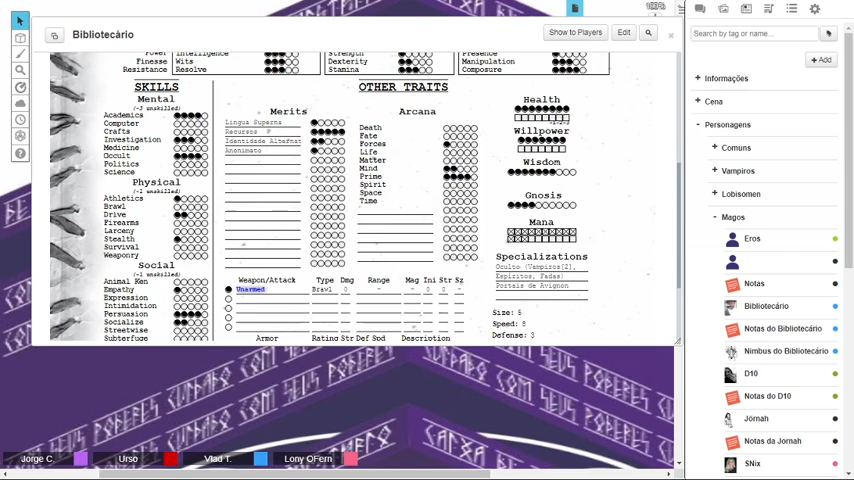 100%
Bibliotecário
Show to Players
Edit
Power Intelligence Strength Presence
Finesse Wits Dexterity Manipulation
Resistance Resolve Stamina Composure
SKILLS
OTHER TRAITS
Mental
(-3 unskilled)
Academics
Computer
Crafts
Investigation
Medicine
Occult
Politics
Science
Physical
(-1 unskilled)
Athletics
Brawl
Drive
Firearms
Larceny
Stealth
Survival
Weaponry
Social
(-1 unskilled)
Animal Ken
Empathy
Expression
Intimidation
Persuasion
Socialize
Streetwise
Subterfuge
Merits
Lingua Superna
Recursos
Identidade Alternat
Anonimato
Arcana
Death
Fate
Forces
Life
Matter
Mind
Prime
Spirit
Space
Time
Health
Willpower
Wisdom
Gnosis
Mana
Specializations
Oculto (Vampiros[2],
Espíritos, Fadas)
Portais de Avignon
Size: 5
Speed: 8
Defense: 3
Weapon/Attack Type Dmg Range Mag Ini Str Sz
Unarmed Brawl 0 - - 0 0 -
Armor Rating Str Def Spd Description
Jorge C.
Urso
Vlad T.
Lony OFern
Search by tag or name...
+ Add
+ Informações
+ Cena
- Personagens
+ Comuns
+ Vampiros
+ Lobisomen
- Magos
Eros
Notas
Bibliotecário
Notas do Bibliotecário
Nimbus do Bibliotecário
D10
Notas do D10
Jörnah
Notas da Jornah
SNix